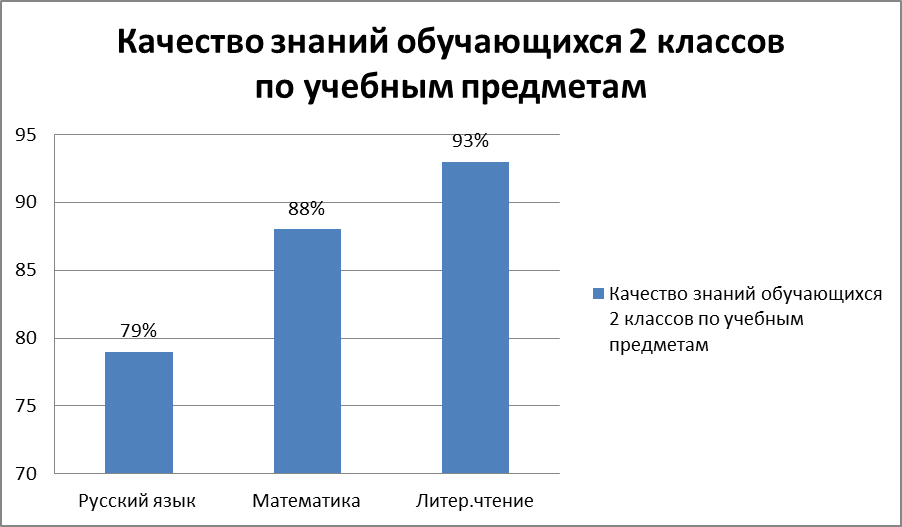 Качество знаний обучающихся 2 классов
по учебным предметам
95
90
85
80
75
70
79%
88%
93%
Русский язык
Математика
Литер.чтение
Качество знаний обучающихся
2 классов по учебным
предметам